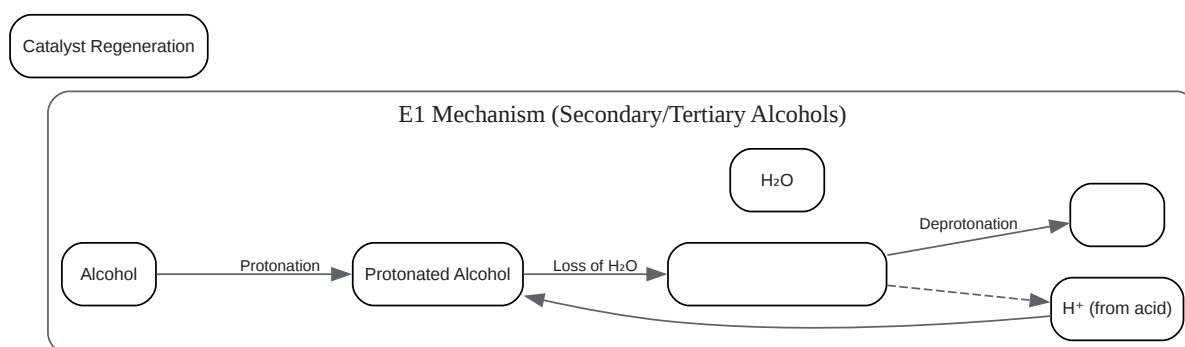 Catalyst Regeneration
E1 Mechanism (Secondary/Tertiary Alcohols)
H₂O
Deprotonation
Alcohol
Protonation
Protonated Alcohol
Loss of H₂O
H⁺ (from acid)